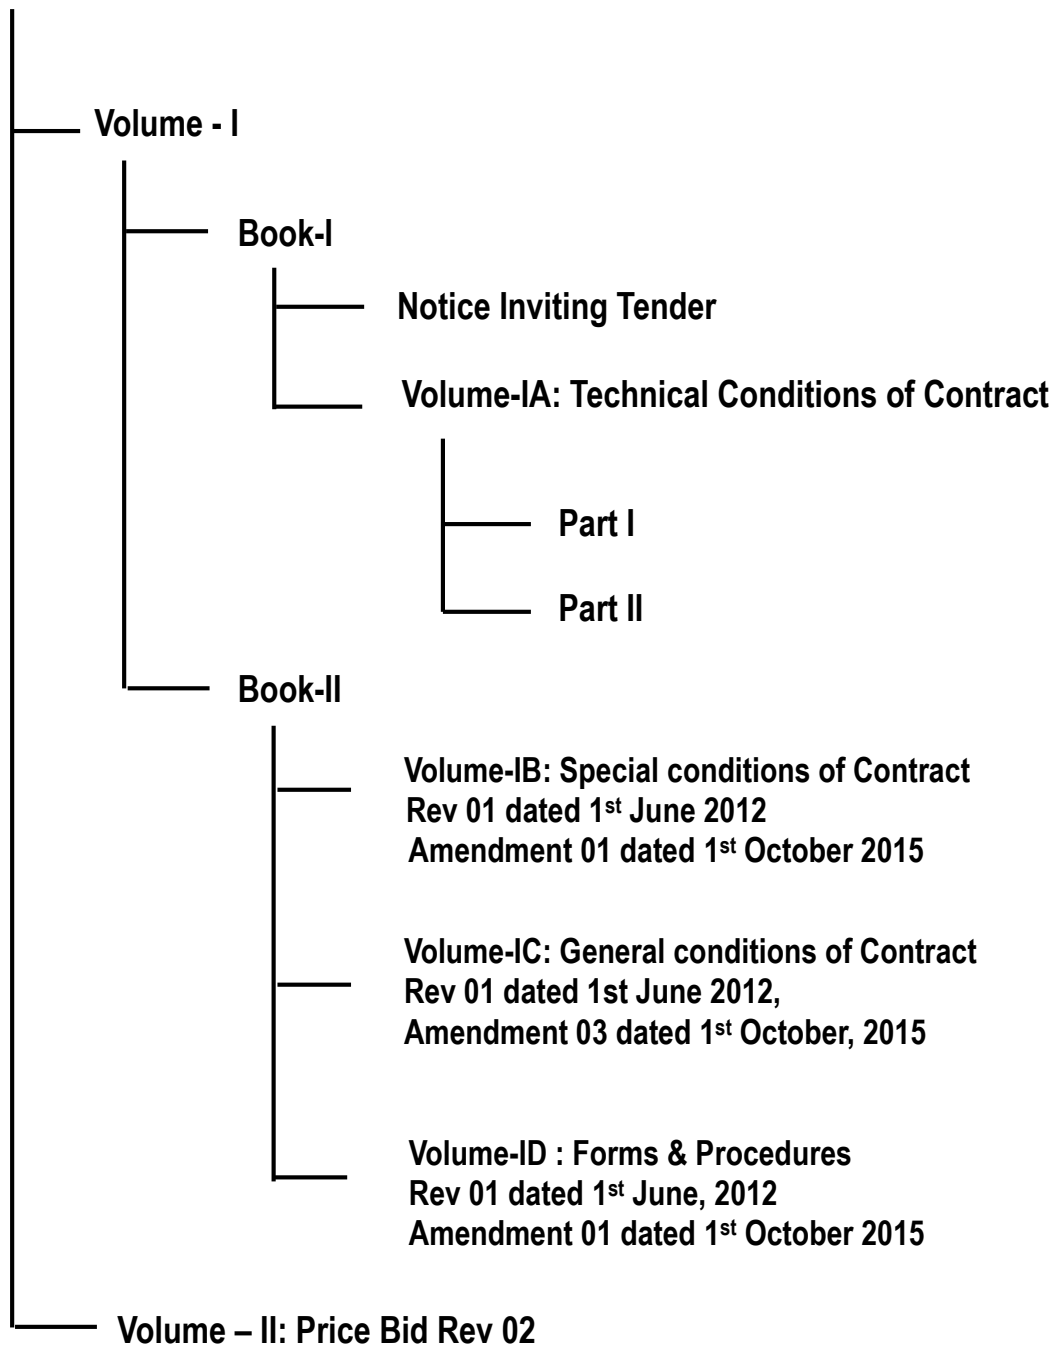 Volume - I
Book-I
Notice Inviting Tender
Volume-IA: Technical Conditions of Contract
Part I
Part II
Book-II
Volume-IB: Special conditions of Contract
Rev 01 dated 1st June 2012
Amendment 01 dated 1st October 2015
Volume-IC: General conditions of Contract
Rev 01 dated 1st June 2012,
Amendment 03 dated 1st October, 2015
Volume-ID : Forms & Procedures
Rev 01 dated 1st June, 2012
Amendment 01 dated 1st October 2015
Volume – II: Price Bid Rev 02